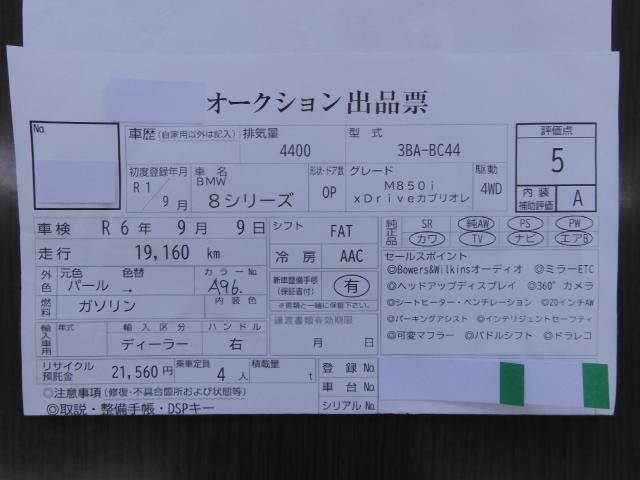 オークション出品票
No.
車歴 (自家用以外は記入)
排気量 4400
型式 3BA-BC44
評価点 5
内装補助評価 A
初度登録年月 R1/9月
車名 BMW 8シリーズ
形状・ドア数 OP
グレード M850i xDriveカブリオレ
駆動 4WD
車検 R6年9月9日
シフト FAT
純正品 SR 純AW PS PW
カワ TV ナビ エアB
走行 19,160 km
冷房 AAC
セールスポイント
◎Bowers&Wilkinsオーディオ ◎ミラーETC
◎ヘッドアップディスプレイ ◎360°カメラ
◎シートヒーター・ベンチレーション ◎20インチAW
◎パーキングアシスト ◎インテリジェントセーフティ
◎可変マフラー ◎パドルシフト ◎ドラレコ
外色 元色 パール → 色替
カラーNo. A96.
新車整備手帳(保証書付) 有
※書類と一緒に保管下さい。
燃料 ガソリン
内装色
譲渡書類有効期限 月 日
輸入車用 年式
輸入区分 ディーラー
ハンドル 右
リサイクル預託金 21,560円
乗車定員 4人
積載量 t
登録No.
車台No.
シリアルNo.
◎注意事項(修復・不具合箇所および状態等)
◎取説・整備手帳・DSPキー